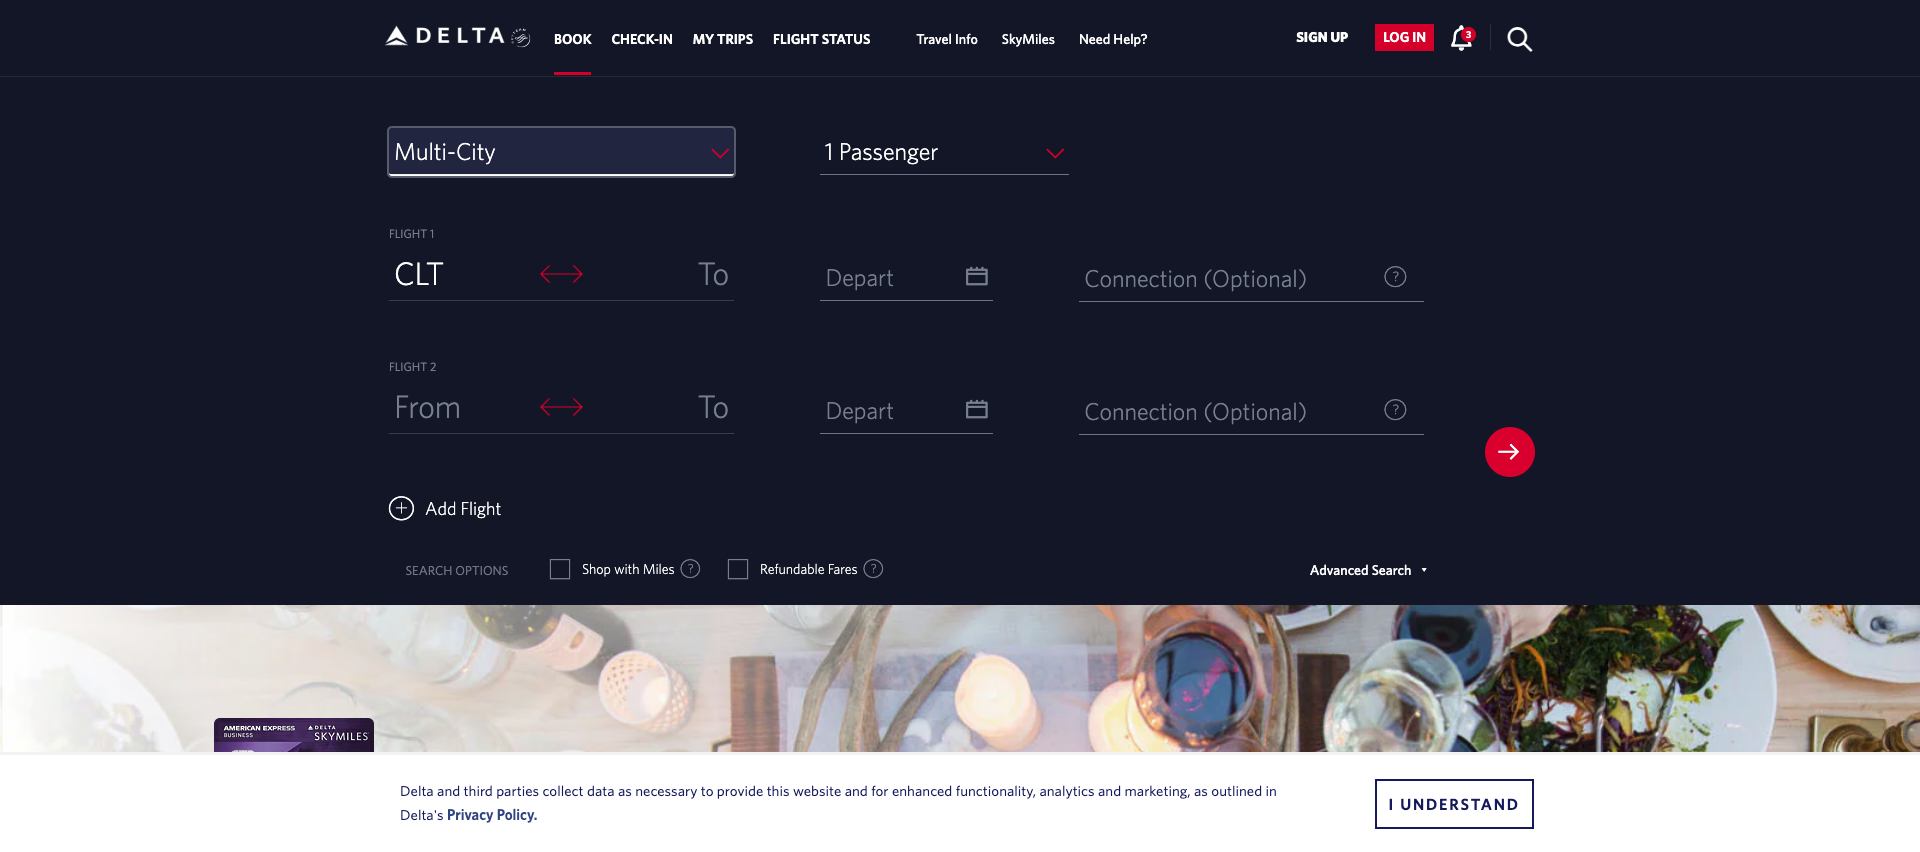 DELTA BOOK CHECK-IN MY TRIPS FLIGHT STATUS Travel Info SkyMiles Need Help? SIGN UP LOG IN 3
Multi-City 1 Passenger
FLIGHT 1
CLT To Depart Connection (Optional) ?
FLIGHT 2
From To Depart Connection (Optional) ?
Add Flight
SEARCH OPTIONS Shop with Miles ? Refundable Fares ? Advanced Search
AMERICAN EXPRESS DELTA
BUSINESS SKYMILES
Delta and third parties collect data as necessary to provide this website and for enhanced functionality, analytics and marketing, as outlined in
Delta's Privacy Policy.
I UNDERSTAND